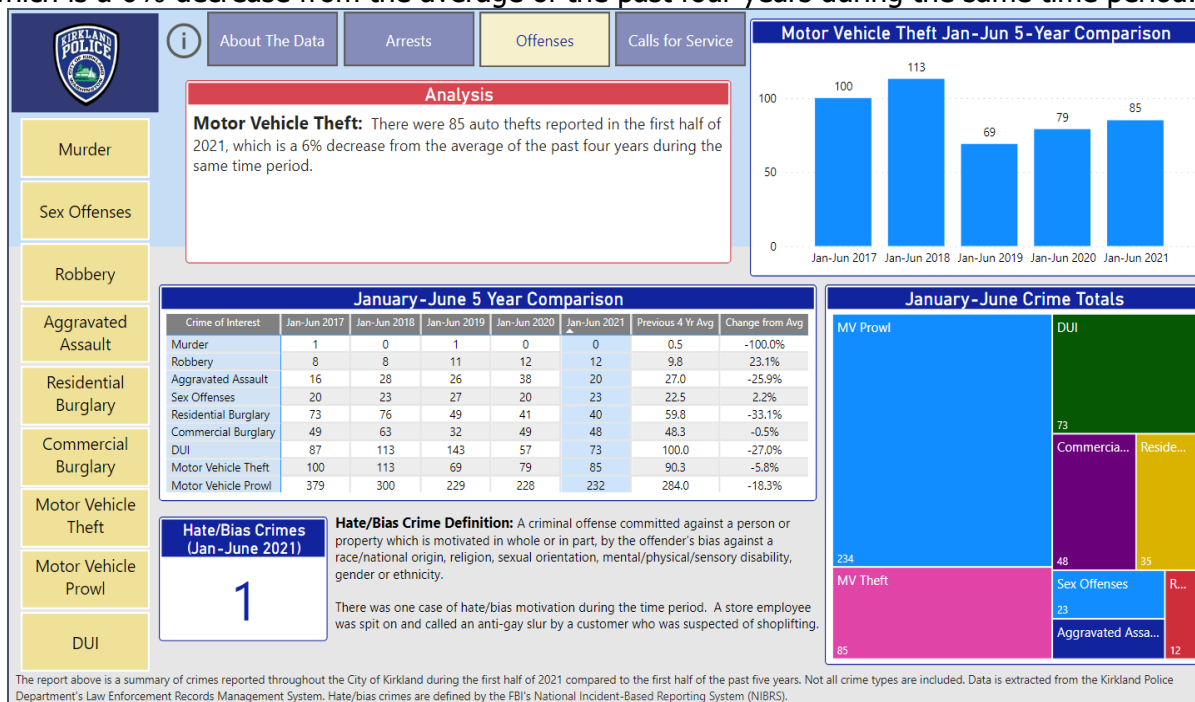 which is a 6% decrease from the average of the past four years during the same time period.
KIRKLAND
POLICE
CITY OF KIRKLAND
WASHINGTON
i
About The Data
Arrests
Offenses
Calls for Service
Murder
Sex Offenses
Robbery
Aggravated
Assault
Residential
Burglary
Commercial
Burglary
Motor Vehicle
Theft
Motor Vehicle
Prowl
DUI
Analysis
Motor Vehicle Theft: There were 85 auto thefts reported in the first half of
2021, which is a 6% decrease from the average of the past four years during the
same time period.
Motor Vehicle Theft Jan-Jun 5-Year Comparison
100
50
0
100
113
69
79
85
Jan-Jun 2017 Jan-Jun 2018 Jan-Jun 2019 Jan-Jun 2020 Jan-Jun 2021
January-June 5 Year Comparison
Crime of Interest Jan-Jun 2017 Jan-Jun 2018 Jan-Jun 2019 Jan-Jun 2020 Jan-Jun 2021 Previous 4 Yr Avg Change from Avg
Murder 1 0 1 0 0 0.5 -100.0%
Robbery 8 8 11 12 12 9.8 23.1%
Aggravated Assault 16 28 26 38 20 27.0 -25.9%
Sex Offenses 20 23 27 20 23 22.5 2.2%
Residential Burglary 73 76 49 41 40 59.8 -33.1%
Commercial Burglary 49 63 32 49 48 48.3 -0.5%
DUI 87 113 143 57 73 100.0 -27.0%
Motor Vehicle Theft 100 113 69 79 85 90.3 -5.8%
Motor Vehicle Prowl 379 300 229 228 232 284.0 -18.3%
Hate/Bias Crimes
(Jan-June 2021)
1
Hate/Bias Crime Definition: A criminal offense committed against a person or
property which is motivated in whole or in part, by the offender's bias against a
race/national origin, religion, sexual orientation, mental/physical/sensory disability,
gender or ethnicity.
There was one case of hate/bias motivation during the time period. A store employee
was spit on and called an anti-gay slur by a customer who was suspected of shoplifting.
January-June Crime Totals
MV Prowl
234
MV Theft
85
DUI
73
Commercia...
48
Reside...
35
Sex Offenses
23
R...
12
Aggravated Assa...
The report above is a summary of crimes reported throughout the City of Kirkland during the first half of 2021 compared to the first half of the past five years. Not all crime types are included. Data is extracted from the Kirkland Police
Department's Law Enforcement Records Management System. Hate/bias crimes are defined by the FBI's National Incident-Based Reporting System (NIBRS).